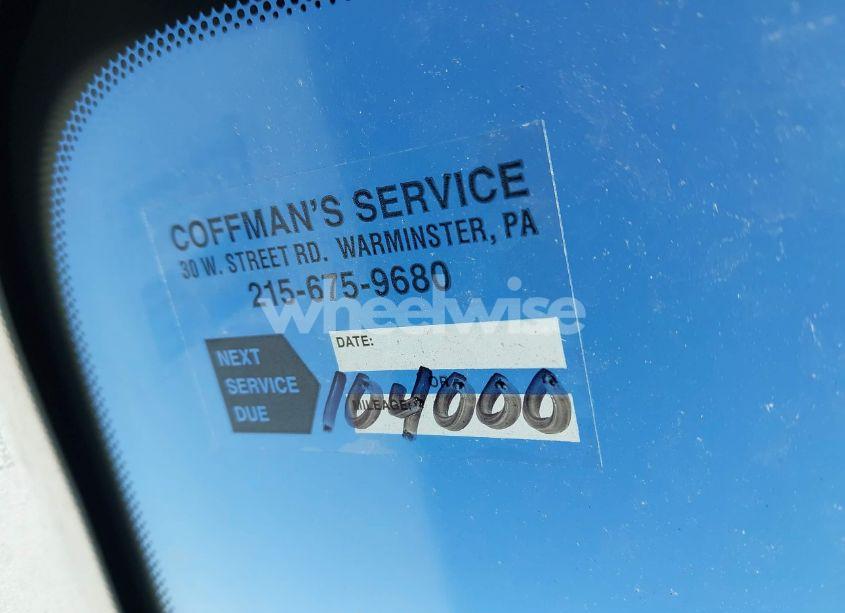 COFFMAN'S SERVICE
30 W. STREET RD. WARMINSTER, PA
215-675-9680
wheelwise
NEXT
SERVICE
DUE
DATE:
OR
MILEAGE:
104000